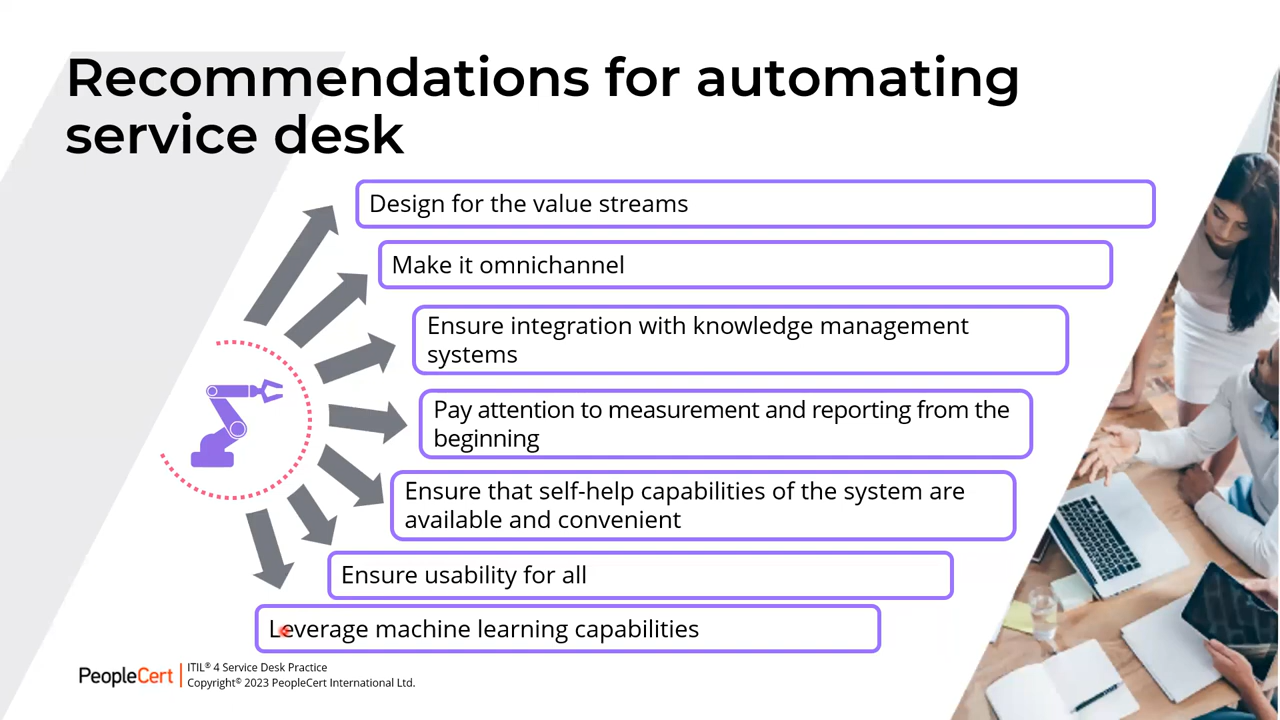 Recommendations for automating
service desk
Design for the value streams
Make it omnichannel
Ensure integration with knowledge management
systems
Pay attention to measurement and reporting from the
beginning
Ensure that self-help capabilities of the system are
available and convenient
Ensure usability for all
Leverage machine learning capabilities
PeopleCert
ITIL® 4 Service Desk Practice
Copyright© 2023 PeopleCert International Ltd.